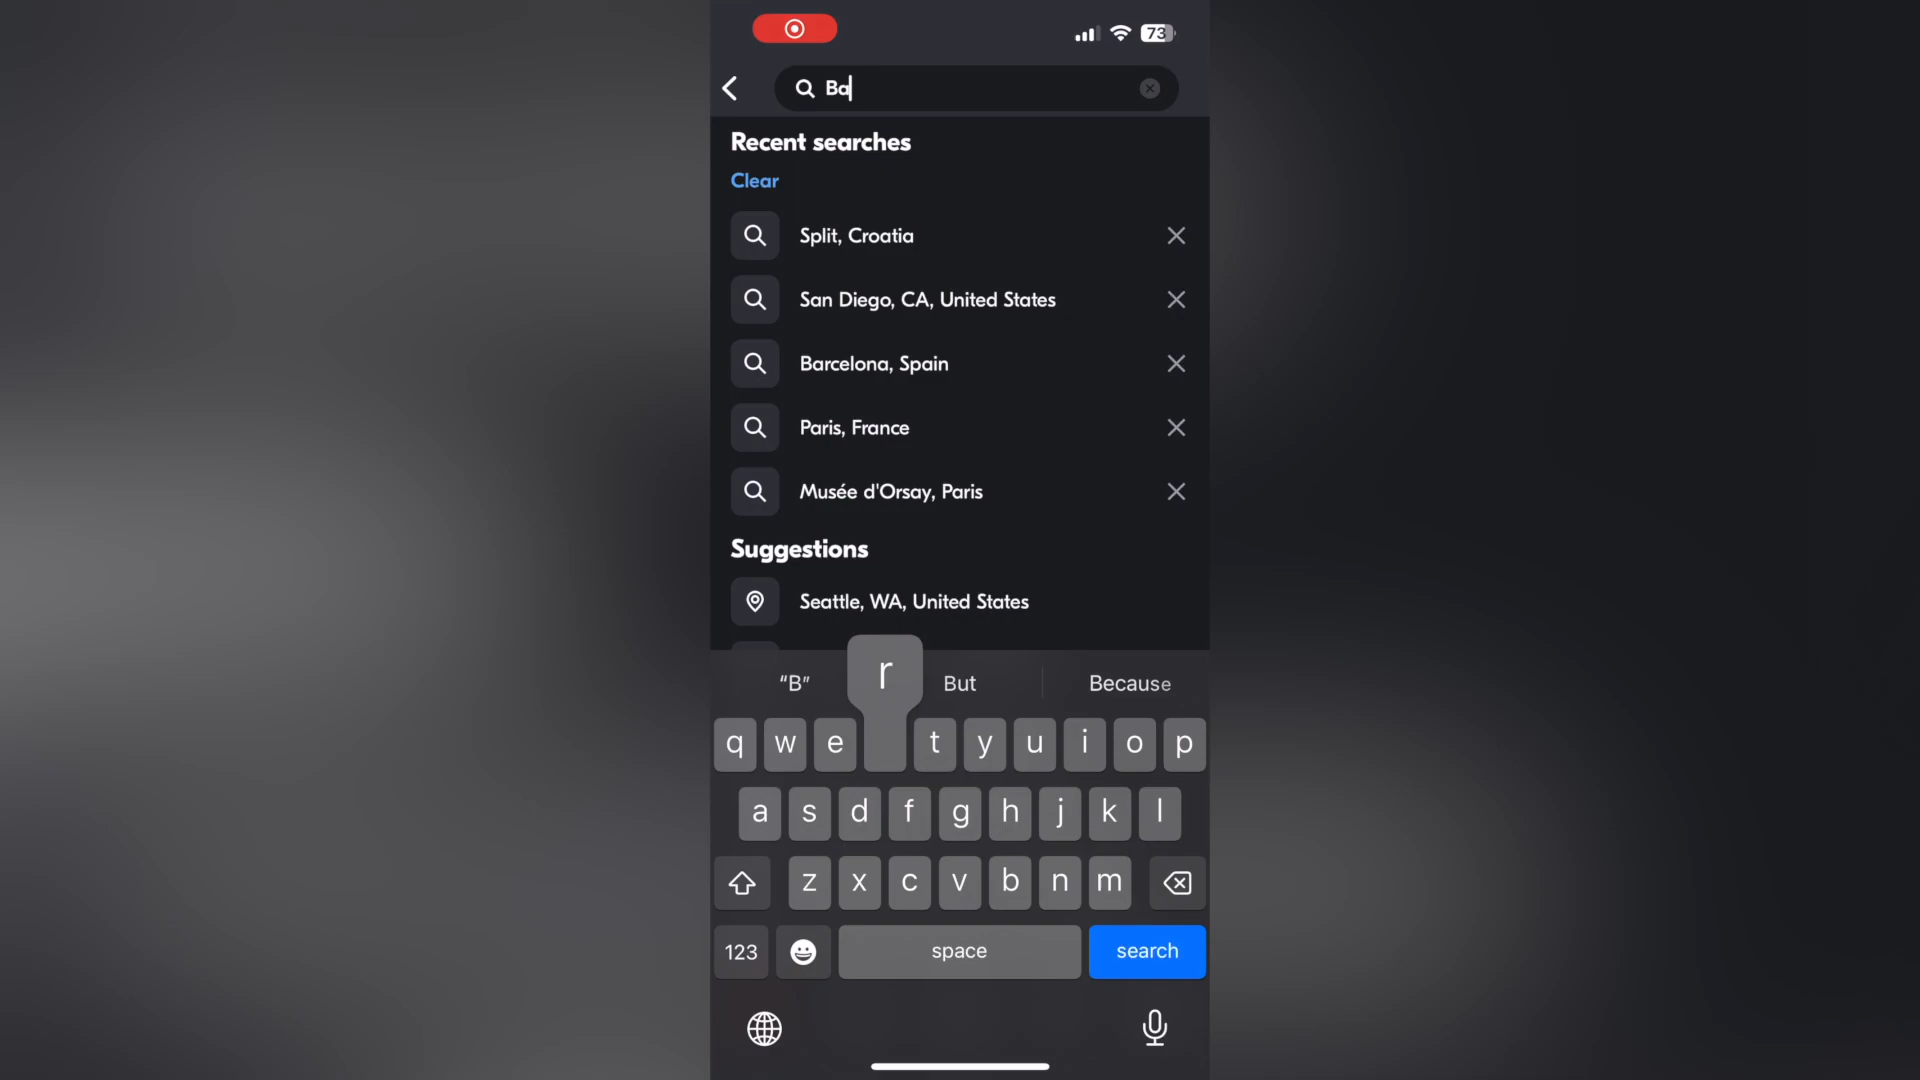 73
Ba
Recent searches
Clear
Split, Croatia
San Diego, CA, United States
Barcelona, Spain
Paris, France
Musée d'Orsay, Paris
Suggestions
Seattle, WA, United States
“B” But Because
r
q w e t y u i o p
a s d f g h j k l
z x c v b n m
123 space search